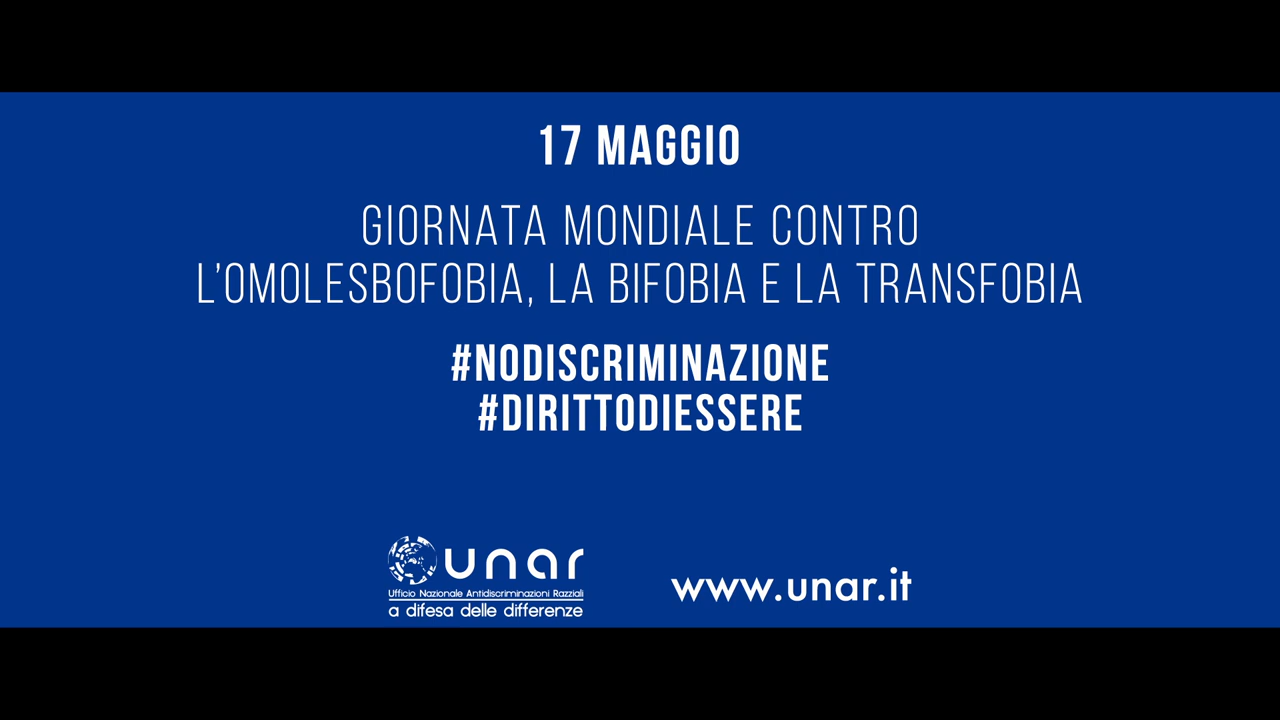 17 MAGGIO
GIORNATA MONDIALE CONTRO
L'OMOLESBOFOBIA, LA BIFOBIA E LA TRANSFOBIA
#NODISCRIMINAZIONE
#DIRITTODIESSERE
unar
Ufficio Nazionale Antidiscriminazioni Razziali
a difesa delle differenze
www.unar.it